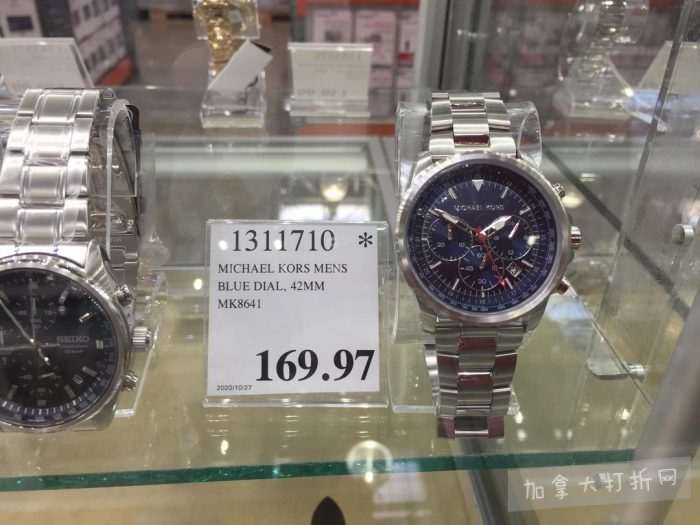 1311710 *
MICHAEL KORS MENS
BLUE DIAL, 42MM
MK8641
169.97
2020/10/27
MICHAEL KORS
SEIKO
加拿大打折网